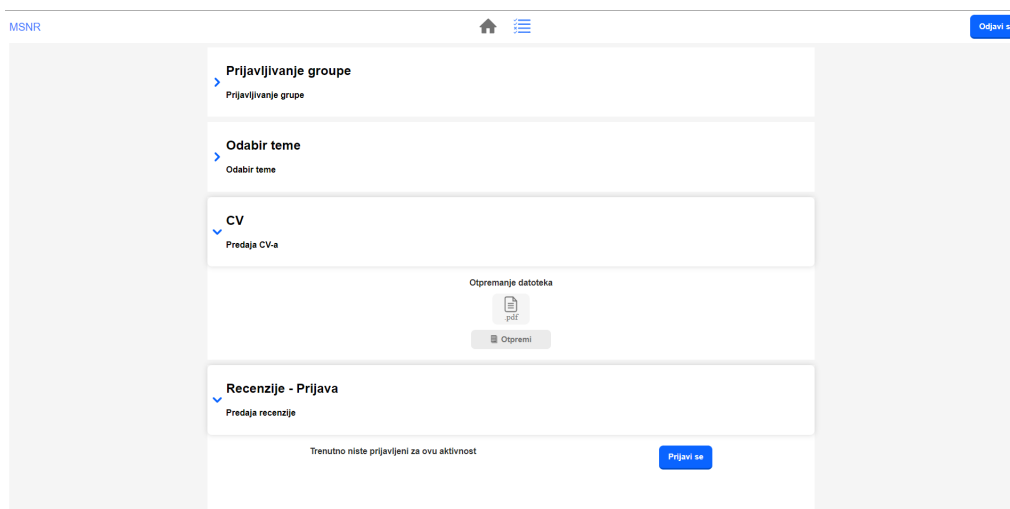 MSNR
Odjavi s
Prijavljivanje groupe
Prijavljivanje grupe
Odabir teme
Odabir teme
CV
Predaja CV-a
Otpremanje datoteka
.pdf
Otpremi
Recenzije - Prijava
Predaja recenzije
Trenutno niste prijavljeni za ovu aktivnost
Prijavi se